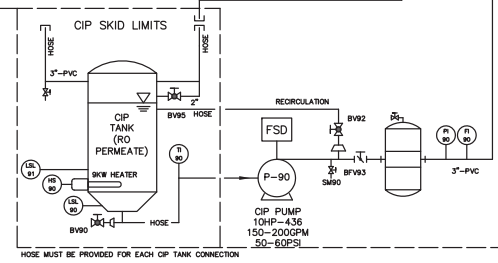 CIP SKID LIMITS
HOSE
HOSE
3"-PVC
2"
BV95
HOSE
RECIRCULATION
BV92
CIP
TANK
(RO
PERMEATE)
FSD
TI
90
PI
90
FI
90
LSL
91
9KW HEATER
HS
90
P-90
BFV93
SM90
3"-PVC
LSL
90
BV90
HOSE
CIP PUMP
10HP-436
150-200GPM
50-60PSI
HOSE MUST BE PROVIDED FOR EACH CIP TANK CONNECTION